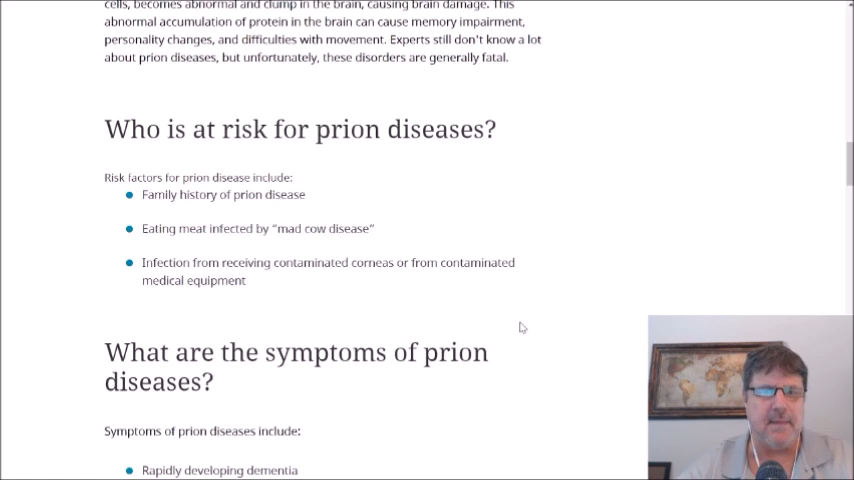 cells, becomes abnormal and clump in the brain, causing brain damage. This
abnormal accumulation of protein in the brain can cause memory impairment,
personality changes, and difficulties with movement. Experts still don't know a lot
about prion diseases, but unfortunately, these disorders are generally fatal.
Who is at risk for prion diseases?
Risk factors for prion disease include:
Family history of prion disease
Eating meat infected by “mad cow disease”
Infection from receiving contaminated corneas or from contaminated
medical equipment
What are the symptoms of prion
diseases?
Symptoms of prion diseases include:
Rapidly developing dementia